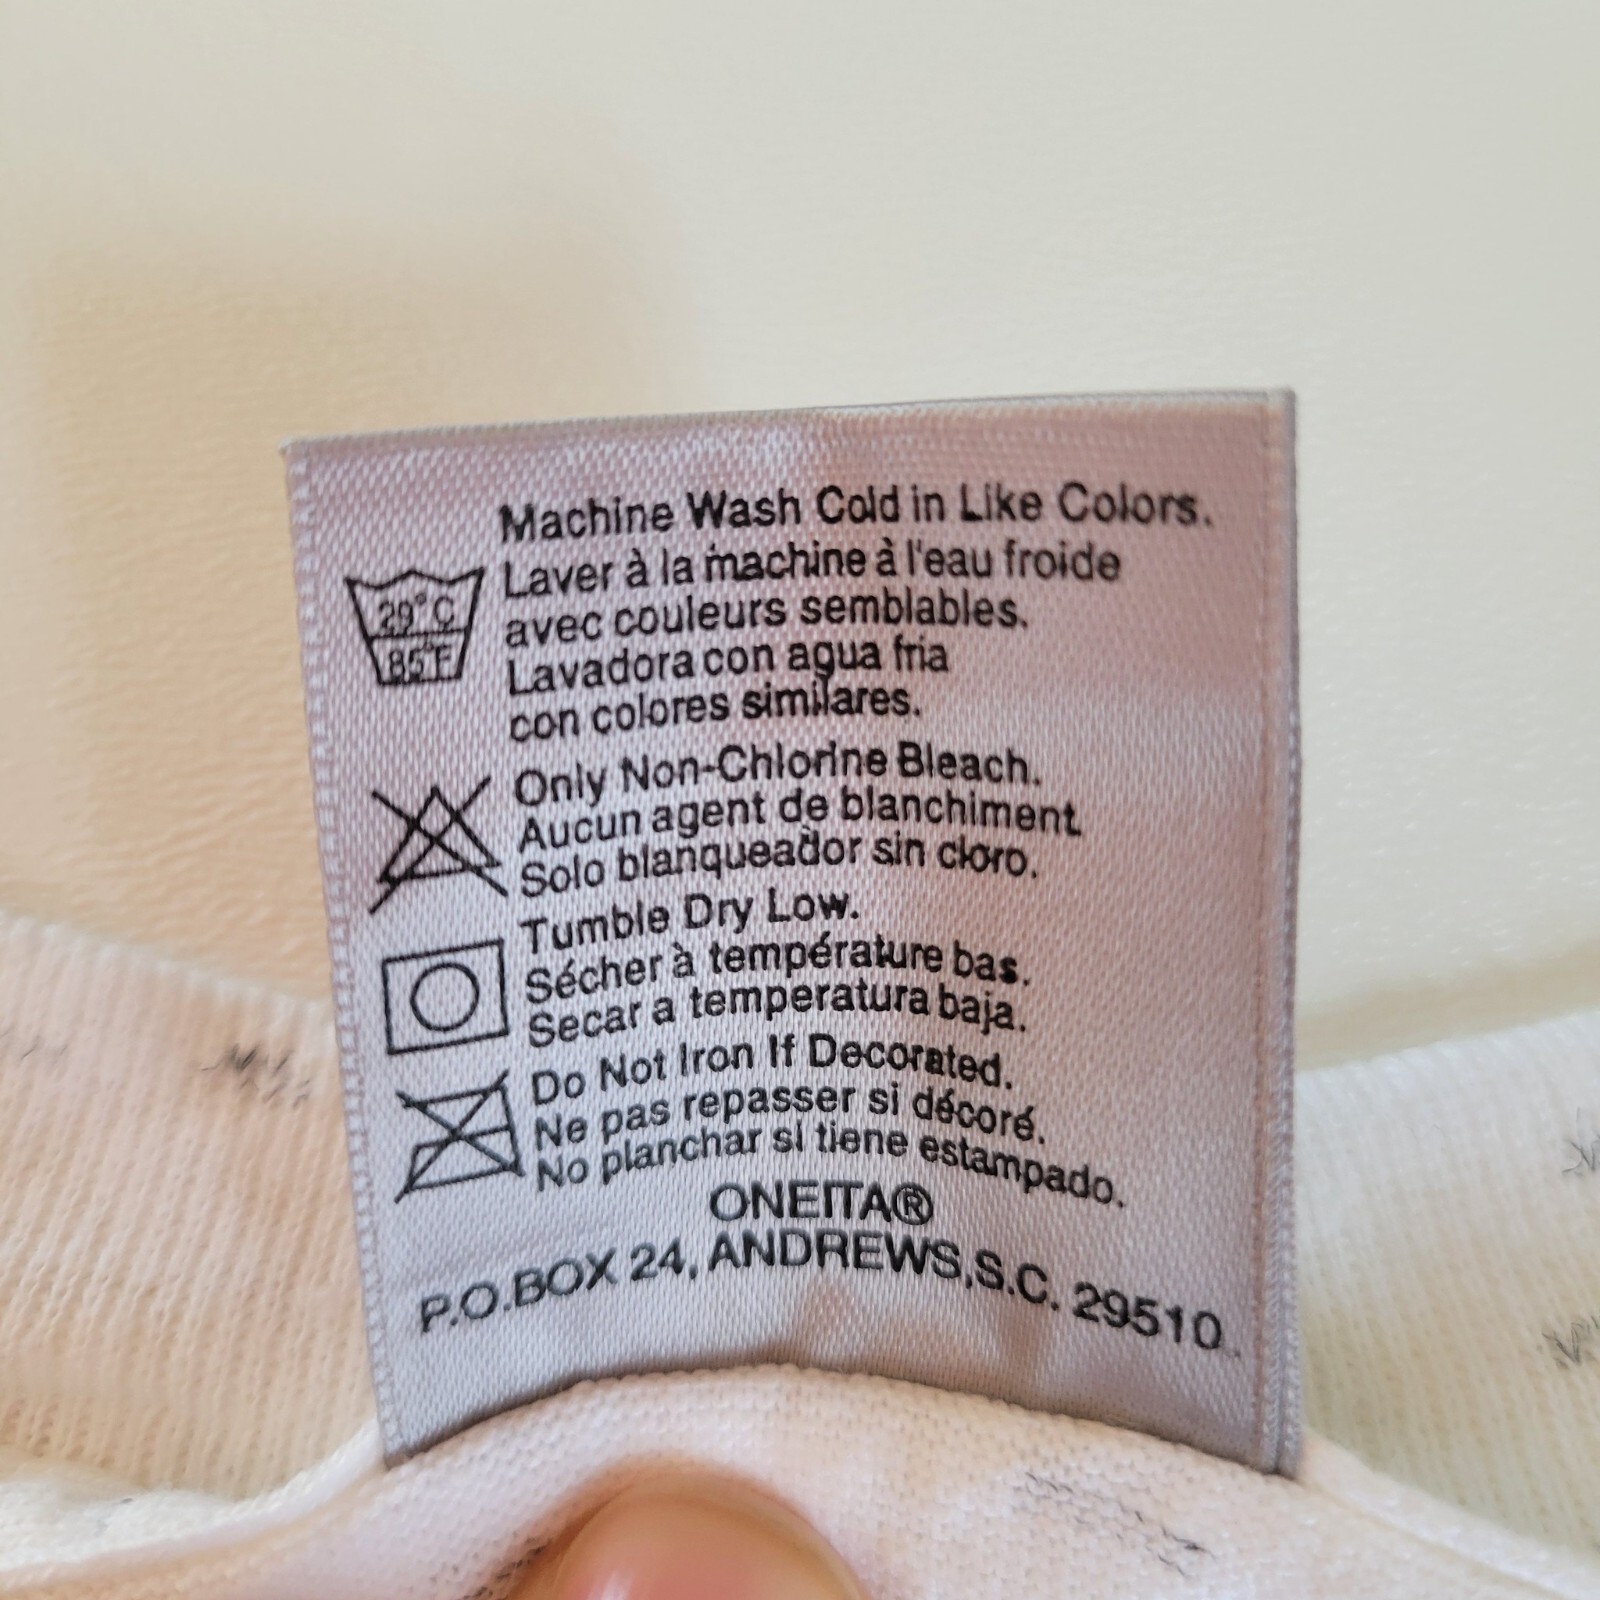 Machine Wash Cold in Like Colors.
Laver à la machine à l'eau froide
avec couleurs semblables.
Lavadora con agua fria
con colores similares.
29°C
85°F
Only Non-Chlorine Bleach.
Aucun agent de blanchiment
Solo blanqueador sin cloro.
Tumble Dry Low.
Sécher à température bas.
Secar a temperatura baja.
Do Not Iron If Decorated.
Ne pas repasser si décoré.
No planchar si tiene estampado.
ONEITA®
P.O.BOX 24, ANDREWS,S.C. 29510